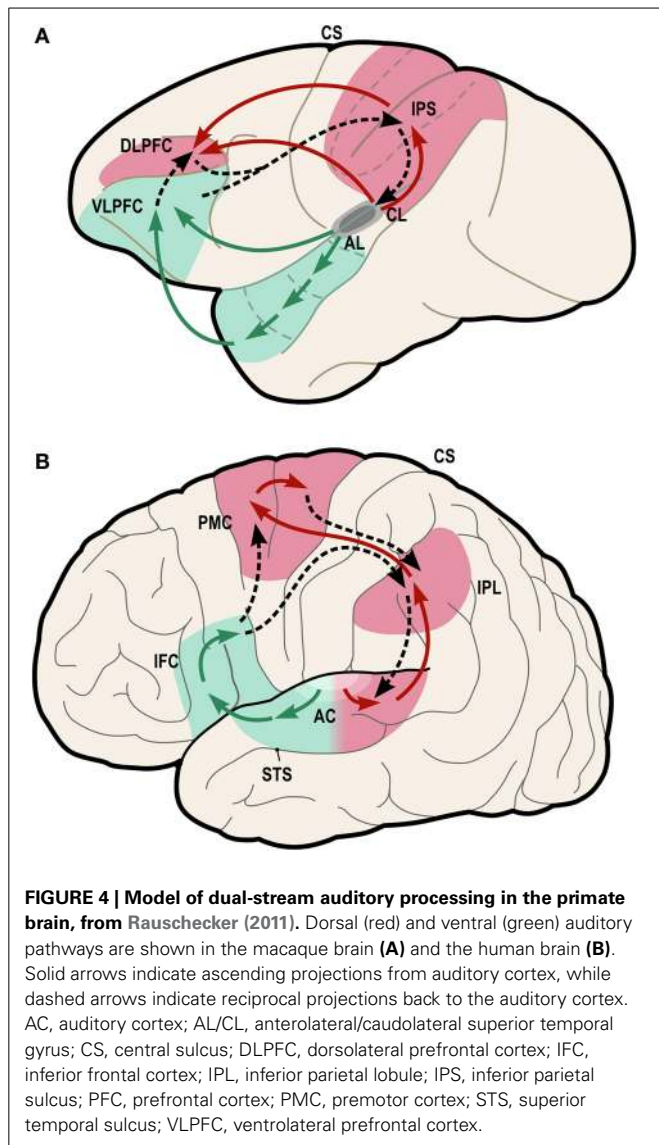 A
CS
IPS
DLPFC
VLPFC
CL
AL
B
CS
PMC
IPL
IFC
AC
STS
FIGURE 4 | Model of dual-stream auditory processing in the primate
brain, from Rauschecker (2011). Dorsal (red) and ventral (green) auditory
pathways are shown in the macaque brain (A) and the human brain (B).
Solid arrows indicate ascending projections from auditory cortex, while
dashed arrows indicate reciprocal projections back to the auditory cortex.
AC, auditory cortex; AL/CL, anterolateral/caudolateral superior temporal
gyrus; CS, central sulcus; DLPFC, dorsolateral prefrontal cortex; IFC,
inferior frontal cortex; IPL, inferior parietal lobule; IPS, inferior parietal
sulcus; PFC, prefrontal cortex; PMC, premotor cortex; STS, superior
temporal sulcus; VLPFC, ventrolateral prefrontal cortex.